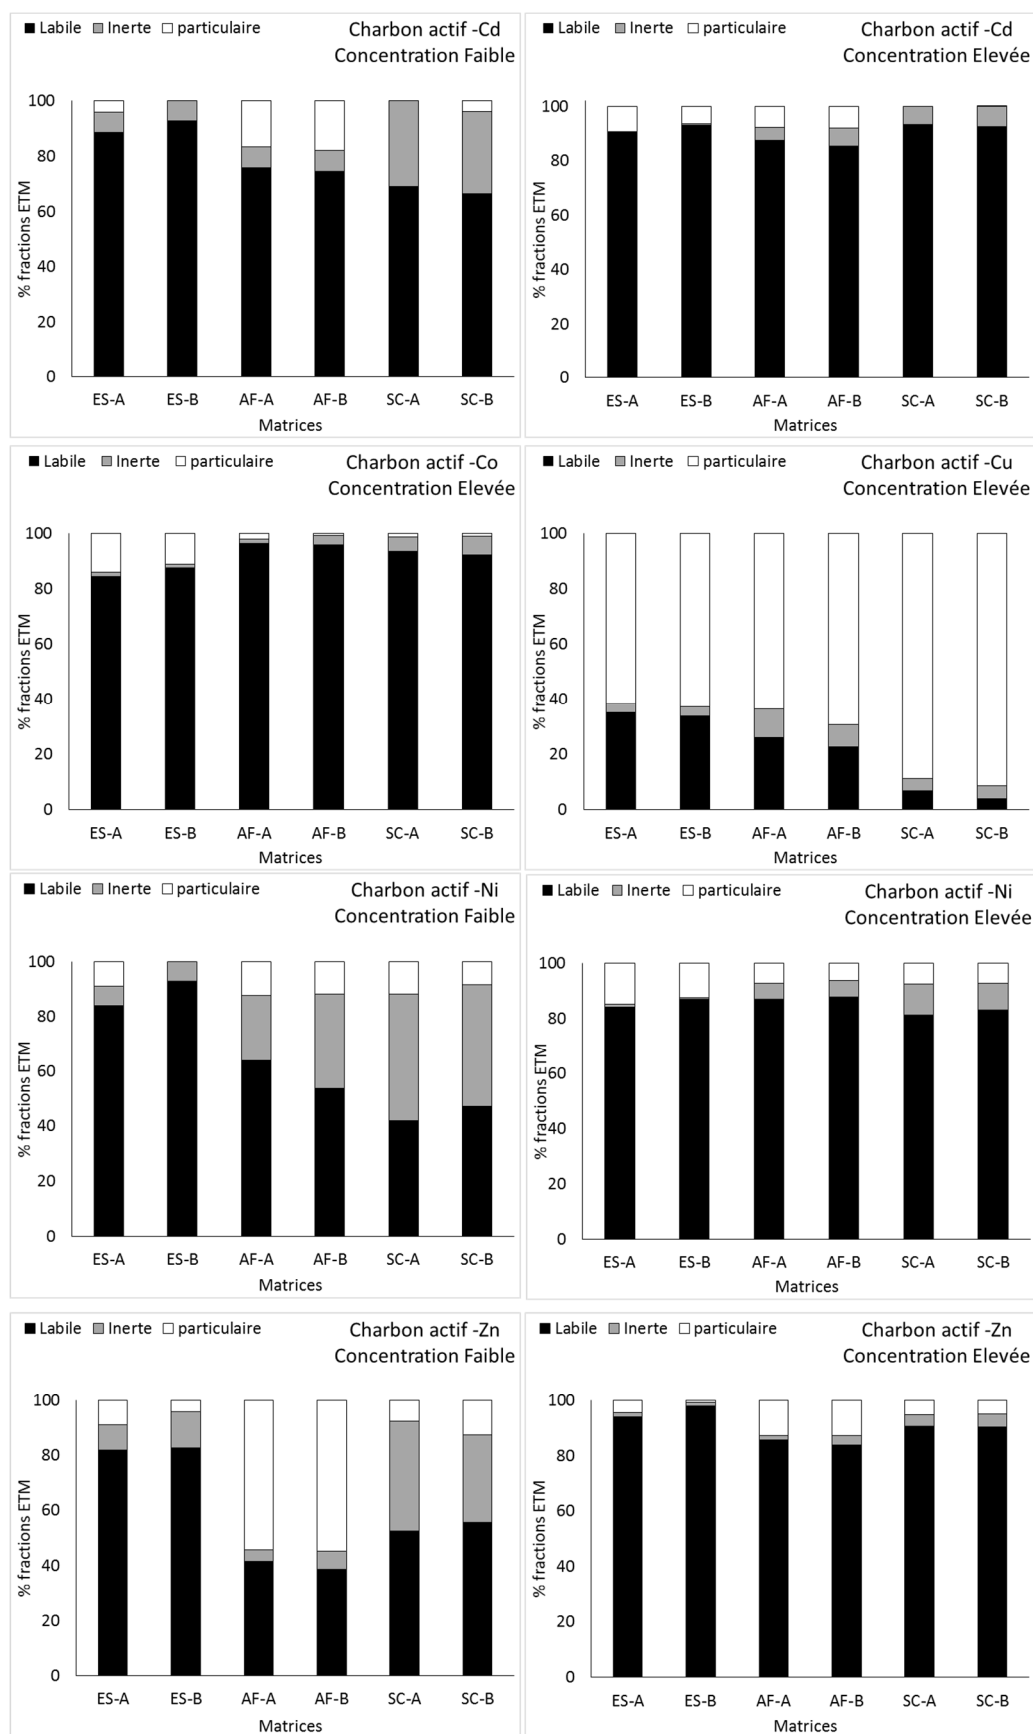 Labile Inerte particulaire
Charbon actif -Cd
Concentration Faible
100
80
60
40
20
0
% fractions ETM
ES-A ES-B AF-A AF-B SC-A SC-B
Matrices
Labile Inerte particulaire
Charbon actif -Cd
Concentration Elevée
100
80
60
40
20
0
% fractions ETM
ES-A ES-B AF-A AF-B SC-A SC-B
Matrices
Labile Inerte particulaire
Charbon actif -Co
Concentration Elevée
100
80
60
40
20
0
% fractions ETM
ES-A ES-B AF-A AF-B SC-A SC-B
Matrices
Labile Inerte particulaire
Charbon actif -Cu
Concentration Elevée
100
80
60
40
20
0
% fractions ETM
ES-A ES-B AF-A AF-B SC-A SC-B
Matrices
Labile Inerte particulaire
Charbon actif -Ni
Concentration Faible
100
80
60
40
20
0
% fractions ETM
ES-A ES-B AF-A AF-B SC-A SC-B
Matrices
Labile Inerte particulaire
Charbon actif -Ni
Concentration Elevée
100
80
60
40
20
0
% fractions ETM
ES-A ES-B AF-A AF-B SC-A SC-B
Matrices
Labile Inerte particulaire
Charbon actif -Zn
Concentration Faible
100
80
60
40
20
0
% fractions ETM
ES-A ES-B AF-A AF-B SC-A SC-B
Matrices
Labile Inerte particulaire
Charbon actif -Zn
Concentration Elevée
100
80
60
40
20
0
% fractions ETM
ES-A ES-B AF-A AF-B SC-A SC-B
Matrices